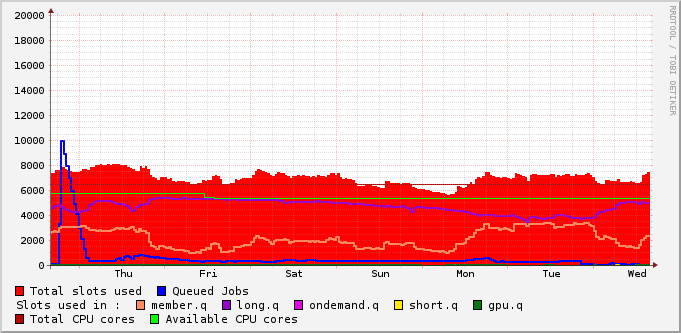 RRDTOOL / TOBI OETIKER
20000
18000
16000
14000
12000
10000
8000
6000
4000
2000
0
Thu Fri Sat Sun Mon Tue Wed
Total slots used Queued Jobs
Slots used in : member.q long.q ondemand.q short.q gpu.q
Total CPU cores Available CPU cores